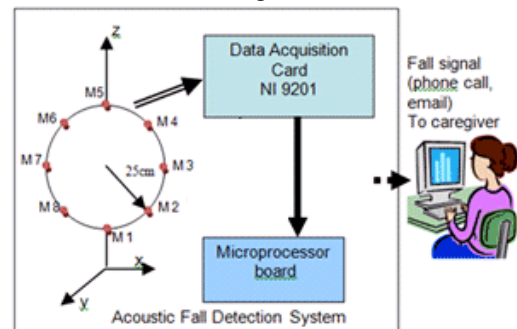 z
M5
M6
M4
M7
M3
25cm
M8
M2
M1
x
y
Data Acquisition
Card
NI 9201
Microprocessor
board
Acoustic Fall Detection System
Fall signal
(phone call,
email)
To caregiver